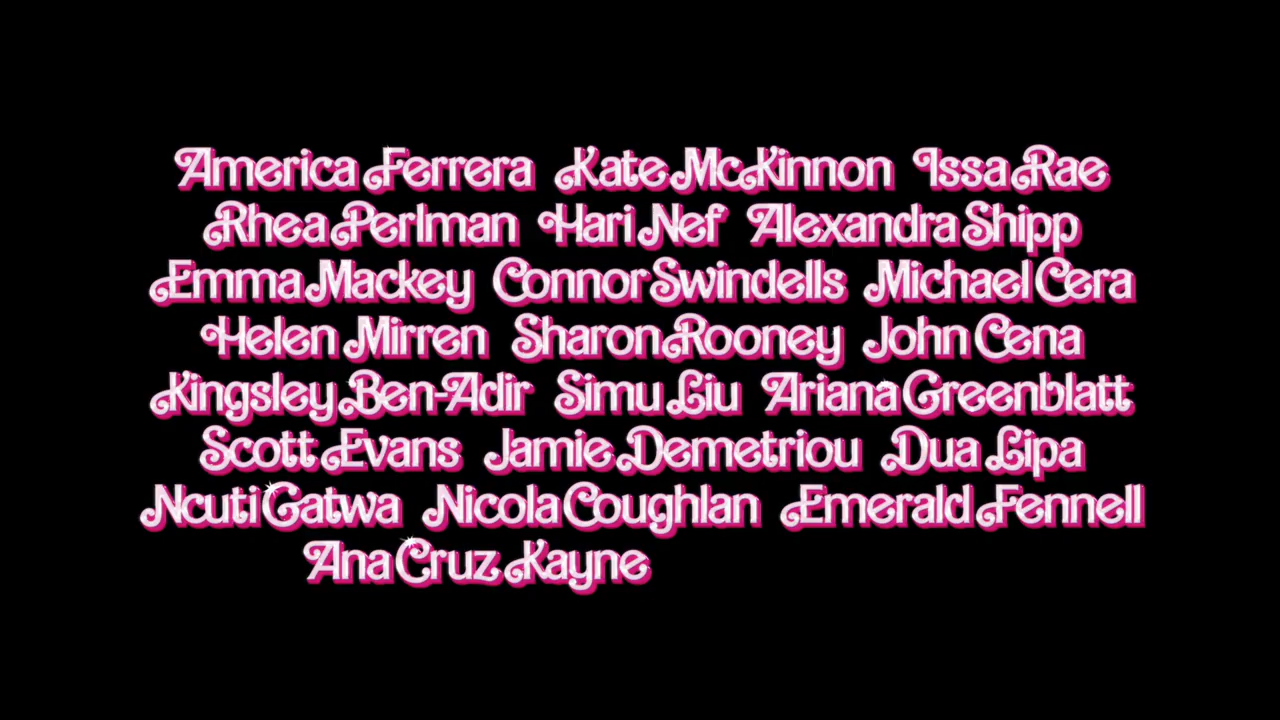 America Ferrera Kate McKinnon Issa Rae
Rhea Perlman Hari Nef Alexandra Shipp
Emma Mackey Connor Swindells Michael Cera
Helen Mirren Sharon Rooney John Cena
Kingsley Ben-Adir Simu Liu Ariana Greenblatt
Scott Evans Jamie Demetriou Dua Lipa
Ncuti Gatwa Nicola Coughlan Emerald Fennell
Ana Cruz Kayne